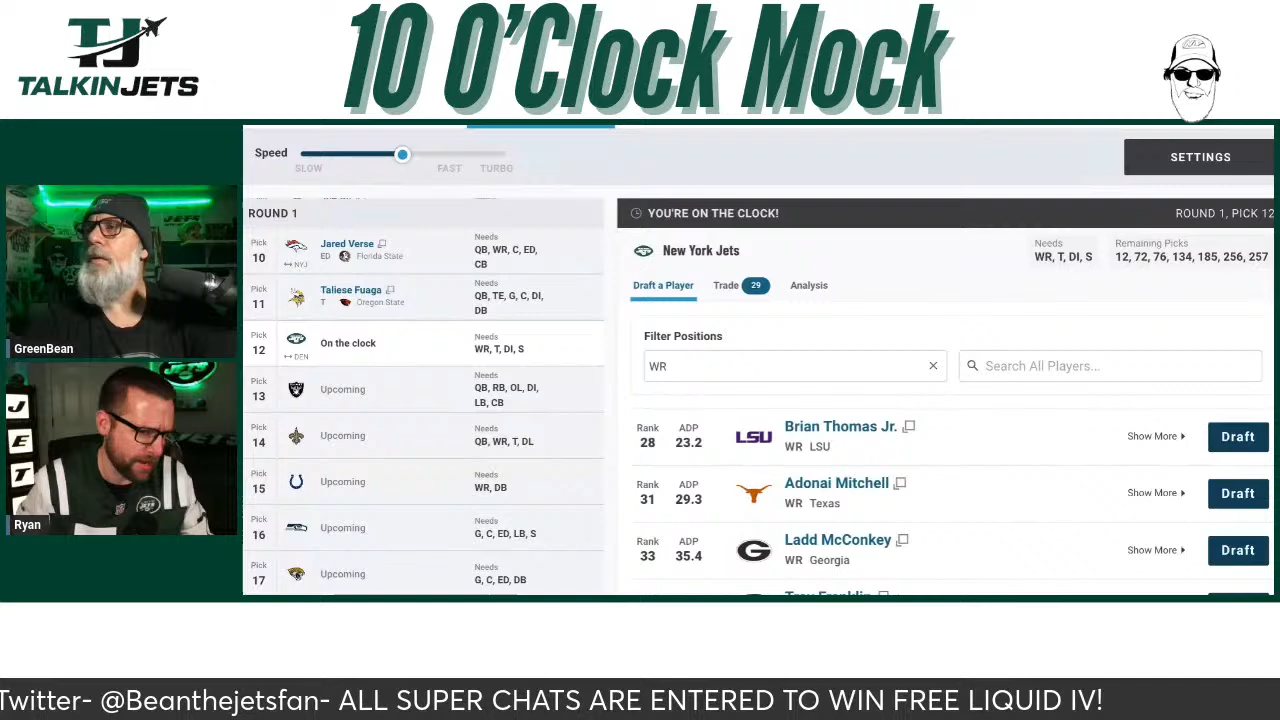 TJ
TALKINJETS
10 O'Clock Mock
Speed
SLOW
FAST
TURBO
SETTINGS
ROUND 1
Pick
10
NYJ
Jared Verse
ED Florida State
Needs
QB, WR, C, ED,
CB
Pick
11
Taliese Fuaga
T Oregon State
Needs
QB, TE, G, C, DI,
DB
Pick
12
DEN
On the clock
Needs
WR, T, DI, S
Pick
13
Upcoming
Needs
QB, RB, OL, DI,
LB, CB
Pick
14
Upcoming
Needs
QB, WR, T, DL
Pick
15
Upcoming
Needs
WR, DB
Pick
16
Upcoming
Needs
G, C, ED, LB, S
Pick
17
Upcoming
Needs
G, C, ED, DB
YOU'RE ON THE CLOCK!
ROUND 1, PICK 12
New York Jets
Needs
WR, T, DI, S
Remaining Picks
12, 72, 76, 134, 185, 256, 257
Draft a Player
Trade 29
Analysis
Filter Positions
WR
Search All Players...
Rank
28
ADP
23.2
LSU
Brian Thomas Jr.
WR LSU
Show More
Draft
Rank
31
ADP
29.3
Adonai Mitchell
WR Texas
Show More
Draft
Rank
33
ADP
35.4
G
Ladd McConkey
WR Georgia
Show More
Draft
Troy Franklin
GreenBean
J
E
T
Ryan
Twitter- @Beanthejetsfan- ALL SUPER CHATS ARE ENTERED TO WIN FREE LIQUID IV!